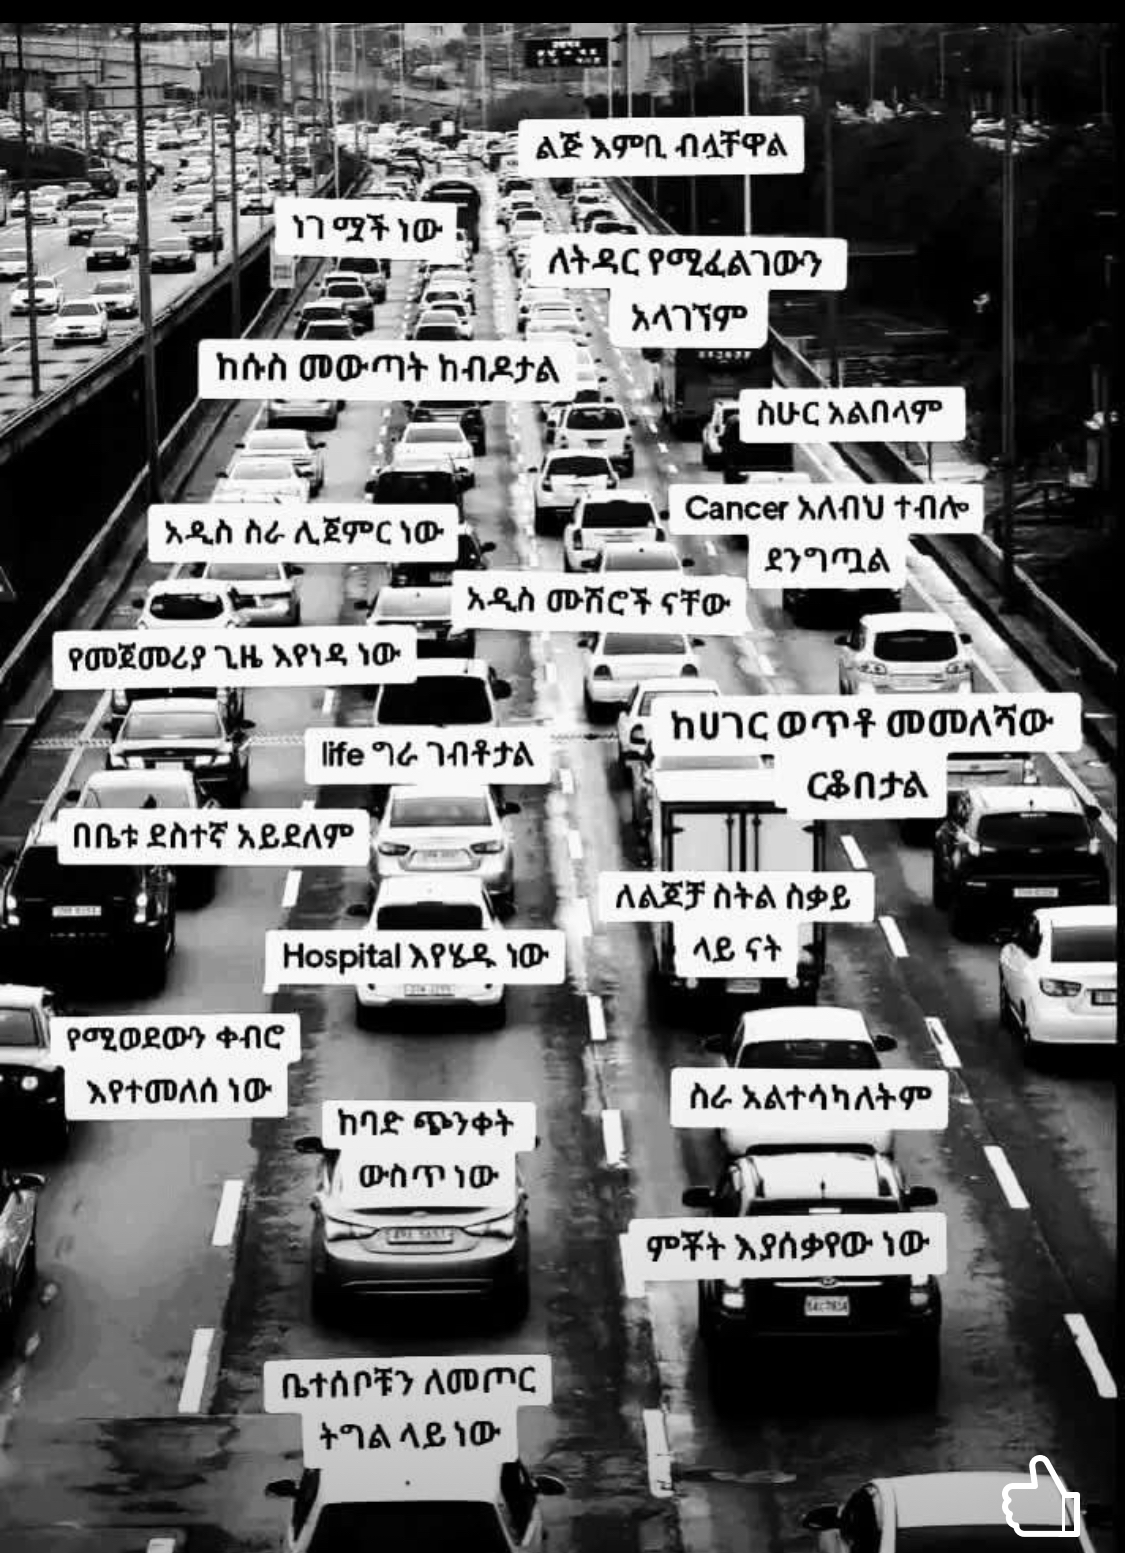 ልጅ እምቢ ብሏቸዋል
ነገ ሟች ነው
ለትዳር የሚፈልገውን
አላገኘም
ከሱስ መውጣት ከብዶታል
ስሁር አልበላም
Cancer አለብህ ተብሎ
ደንግጧል
አዲስ ስራ ሊጀምር ነው
አዲስ ሙሽሮች ናቸው
የመጀመሪያ ጊዜ እየነዳ ነው
ከሀገር ወጥቶ መመለሻው
ርቆበታል
life ግራ ገብቶታል
በቤቱ ደስተኛ አይደለም
ለልጆቻ ስትል ስቃይ
ላይ ናት
Hospital እየሄዱ ነው
የሚወደውን ቀብሮ
እየተመለሰ ነው
ስራ አልተሳካለትም
ከባድ ጭንቀት
ውስጥ ነው
ምቾት እያሰቃየው ነው
ቤተሰቦቹን ለመጦር
ትግል ላይ ነው